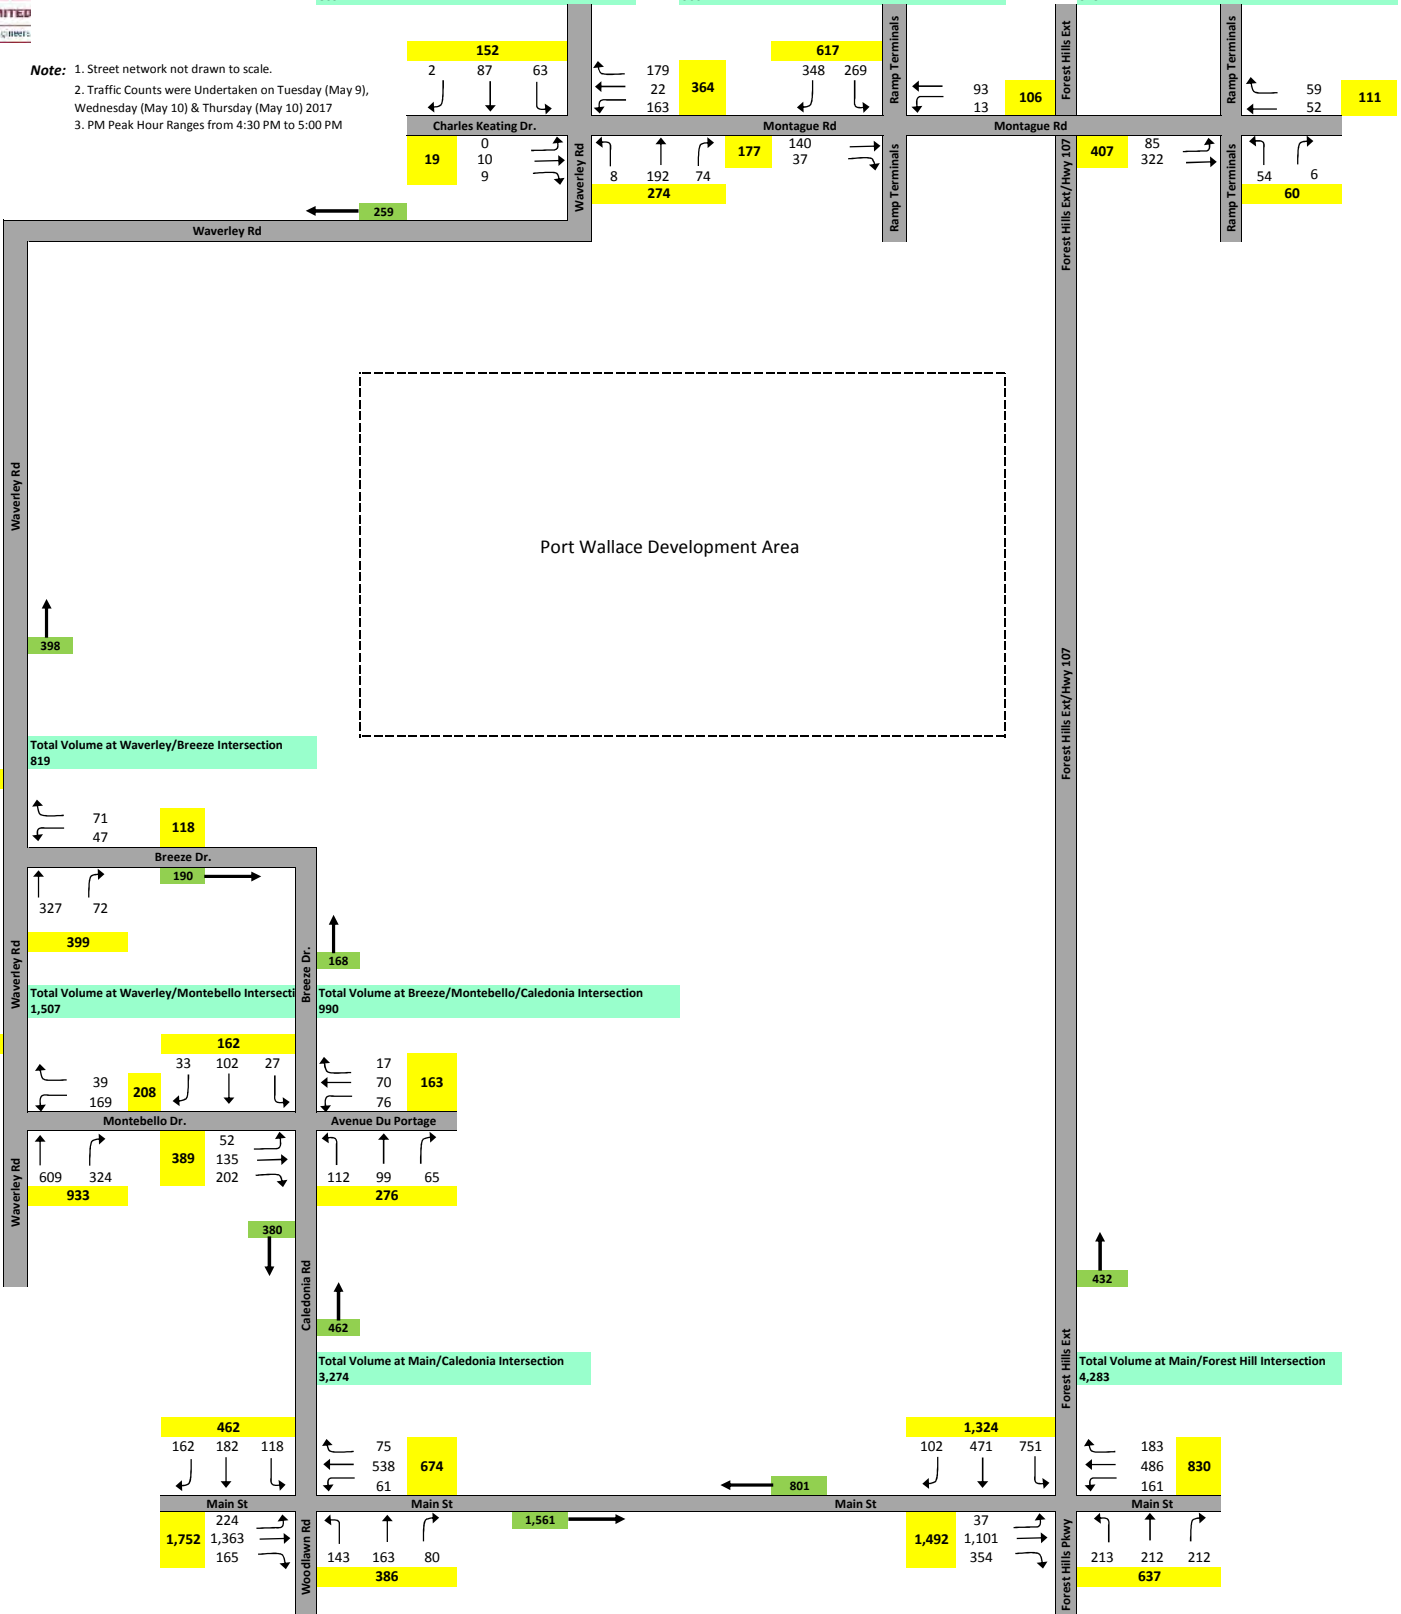 MITED
Note: 1. Street network not drawn to scale.
2. Traffic Counts were Undertaken on Tuesday (May 9),
Wednesday (May 10) & Thursday (May 10) 2017
3. PM Peak Hour Ranges from 4:30 PM to 5:00 PM
152
2 87 63
179
22
163
364
617
348 269
93
13
106
59
52
111
Ramp Terminals
Forest Hills Ext
Ramp Terminals
Charles Keating Dr.
Montague Rd
Montague Rd
19
0
10
9
Waverley Rd
8 192 74
274
177
140
37
Ramp Terminals
Forest Hills Ext/Hwy 107
407
85
322
Ramp Terminals
54 6
60
259
Waverley Rd
Waverley Rd
Port Wallace Development Area
398
Forest Hills Ext/Hwy 107
Total Volume at Waverley/Breeze Intersection
819
71
47
118
Breeze Dr.
190
327 72
399
Waverley Rd
Breeze Dr.
168
Total Volume at Waverley/Montebello Intersecti
1,507
Total Volume at Breeze/Montebello/Caledonia Intersection
990
162
33 102 27
39
169
208
17
70
76
163
Montebello Dr.
Avenue Du Portage
Waverley Rd
609 324
933
389
52
135
202
112 99 65
276
380
Caledonia Rd
462
432
Total Volume at Main/Caledonia Intersection
3,274
Forest Hills Ext
Total Volume at Main/Forest Hill Intersection
4,283
462
162 182 118
75
538
61
674
1,324
102 471 751
183
486
161
830
801
Main St
Main St
Main St
Main St
1,752
224
1,363
165
Woodlawn Rd
143 163 80
386
1,561
1,492
37
1,101
354
Forest Hills Pkwy
213 212 212
637